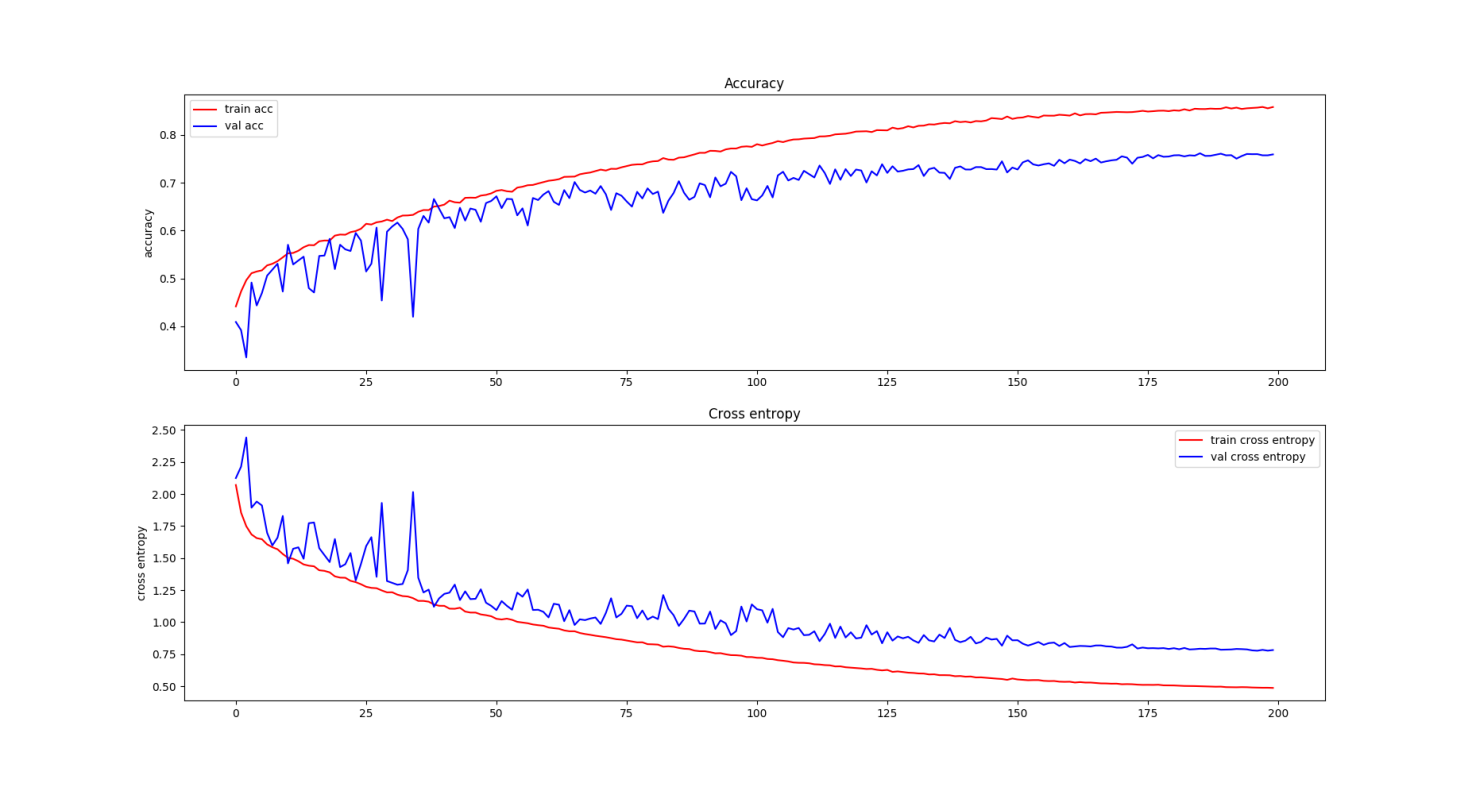 Accuracy
train acc
val acc
accuracy
0.8
0.7
0.6
0.5
0.4
0 25 50 75 100 125 150 175 200
Cross entropy
train cross entropy
val cross entropy
cross entropy
2.50
2.25
2.00
1.75
1.50
1.25
1.00
0.75
0.50
0 25 50 75 100 125 150 175 200